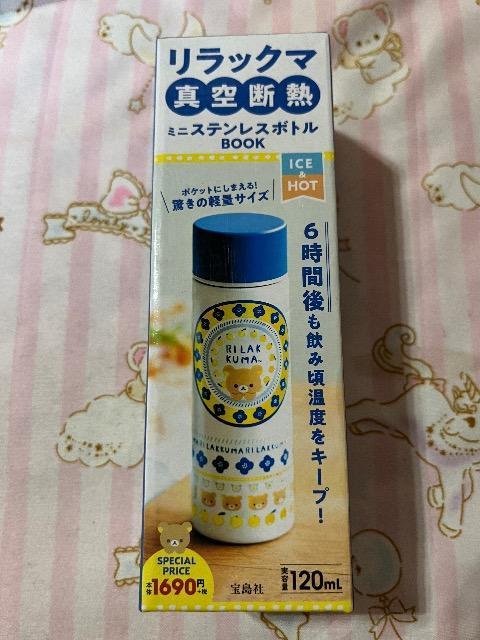 リラックマ
真空断熱
ミニステンレスボトル
BOOK
ICE
&
HOT
ポケットにしまえる!
驚きの軽量サイズ
6時間後も飲み頃温度をキープ!
RILAK
KUMA
RILAKKUMA RILAKKUMA
SPECIAL
PRICE
本体1690円+税
宝島社
実容量120mL